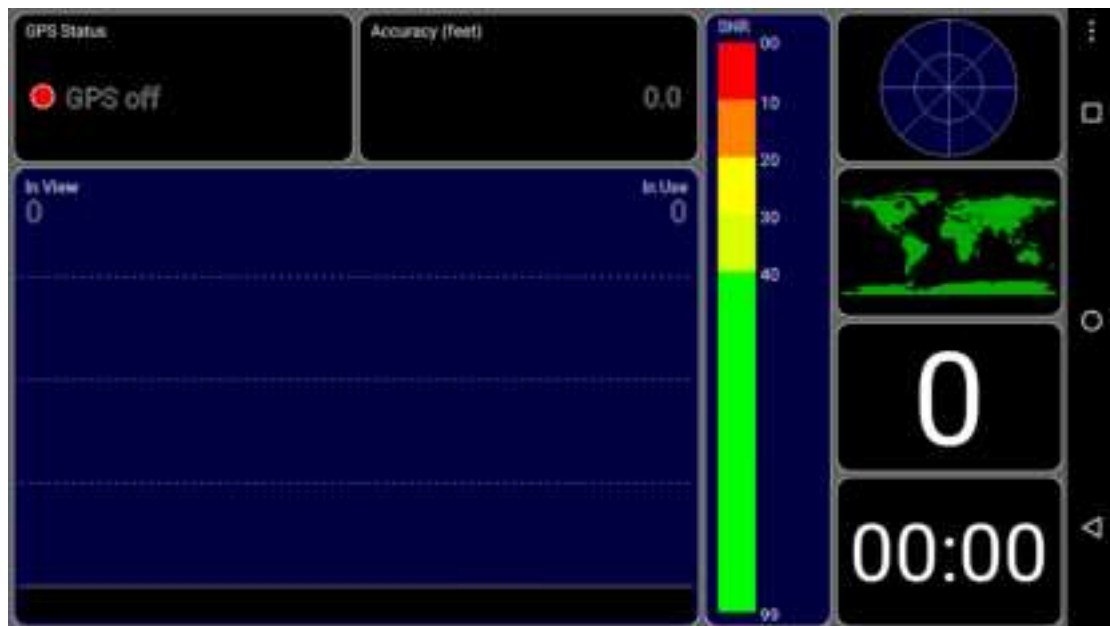 GPS Status
GPS off
Accuracy (feet)
0.0
In View
0
In Use
0
SNR
00
10
20
30
40
99
0
00:00